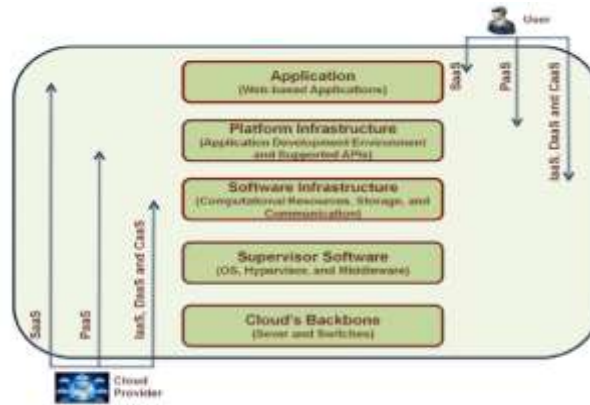 User
Application
(Web-based Applications)
Platform Infrastructure
(Application Development Environment
and Supported APIs)
Software Infrastructure
(Computational Resources, Storage, and
Communication)
Supervisor Software
(OS, Hypervisor, and Middleware)
Cloud's Backbone
(Sever and Switches)
SaaS
PaaS
IaaS, DaaS and CaaS
SaaS
PaaS
IaaS, DaaS and CaaS
Cloud
Provider